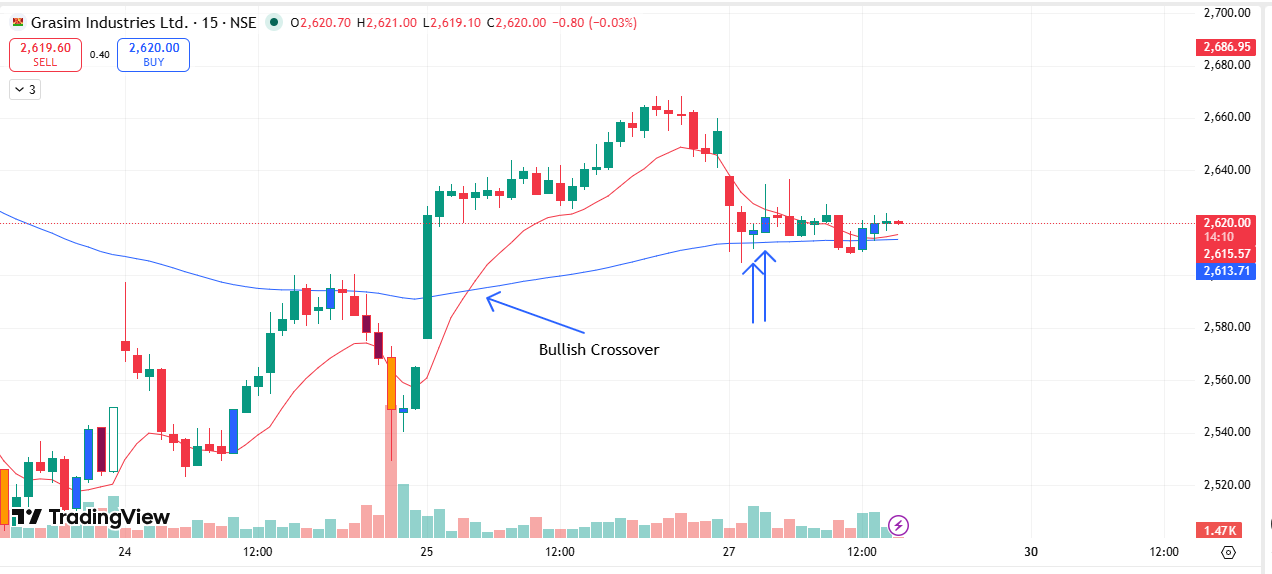 Grasim Industries Ltd. · 15 · NSE O2,620.70 H2,621.00 L2,619.10 C2,620.00 −0.80 (−0.03%)
2,619.60
SELL
0.40
2,620.00
BUY
3
2,700.00
2,686.95
2,680.00
2,660.00
2,640.00
2,620.00
14:10
2,615.57
2,613.71
2,580.00
2,560.00
2,540.00
2,520.00
1.47K
Bullish Crossover
TradingView
24 12:00 25 12:00 27 12:00 30 12:00